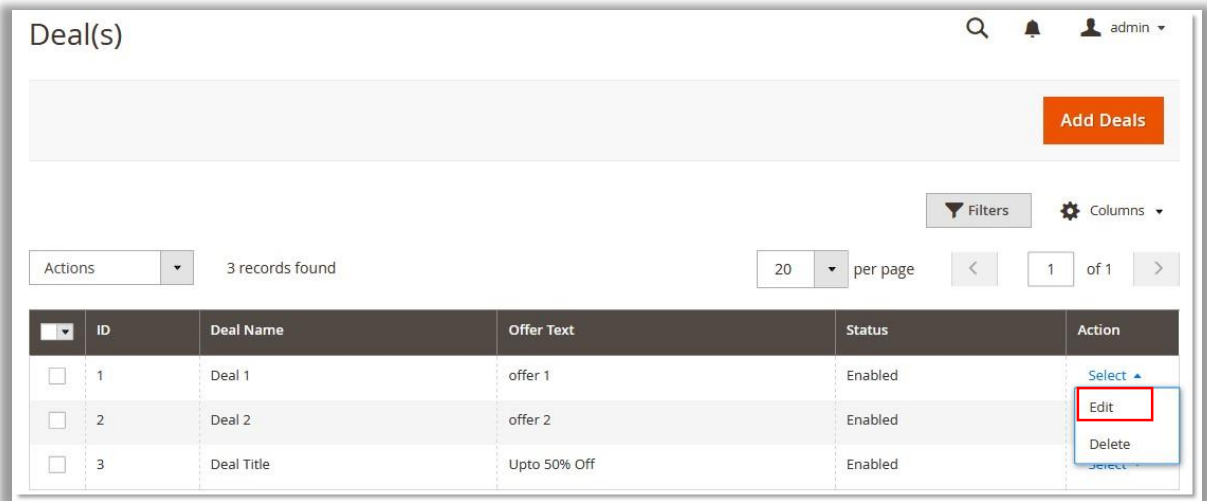 Deal(s)
admin
Add Deals
Filters
Columns
Actions
3 records found
20
per page
1
of 1
ID
Deal Name
Offer Text
Status
Action
1
Deal 1
offer 1
Enabled
Select
Edit
2
Deal 2
offer 2
Enabled
Delete
3
Deal Title
Upto 50% Off
Enabled
Select